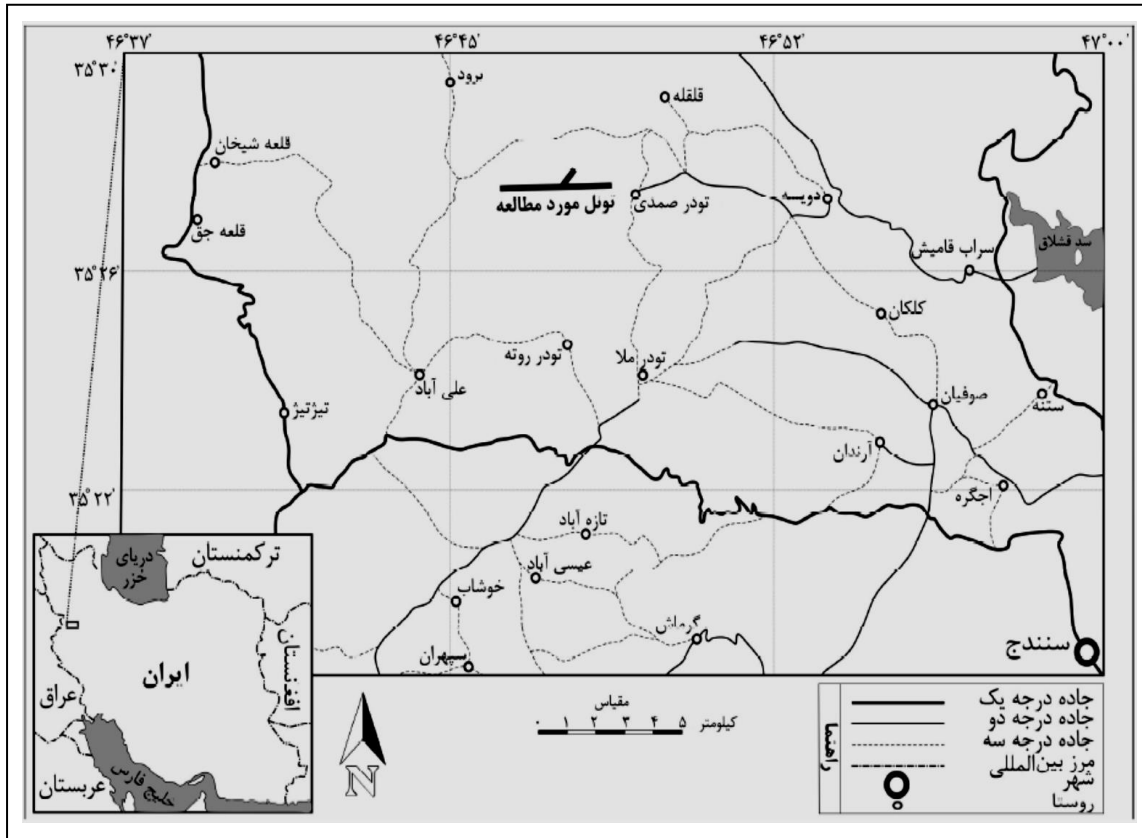 ۴۶°۳۷′
۴۶°۴۵′
۴۶°۵۲′
۴۷°۰۰′
۳۵°۳۰′
برود
قلقله
قلعه شیخان
دویسه
تودر صمدی
تونل مورد مطالعه
قلعه جق
سد قشلاق
سراب قامیش
۳۵°۲۶′
کلکان
تودر روته
تودر ملا
علی آباد
صوفیان
ستنه
تیژتیژ
آرندان
۳۵°۲۲′
اجگره
تازه آباد
عیسی آباد
خوشاب
گرماش
سپهران
سنندج
ترکمنستان
دریای
خزر
ایران
افغنستان
عراق
خلیج فارس
عربستان
مقیاس
۰ ۱ ۲ ۳ ۴ ۵ کیلومتر
N
راهنما
جاده درجه یک
جاده درجه دو
جاده درجه سه
مرز بین‌المللی
شهر
روستا